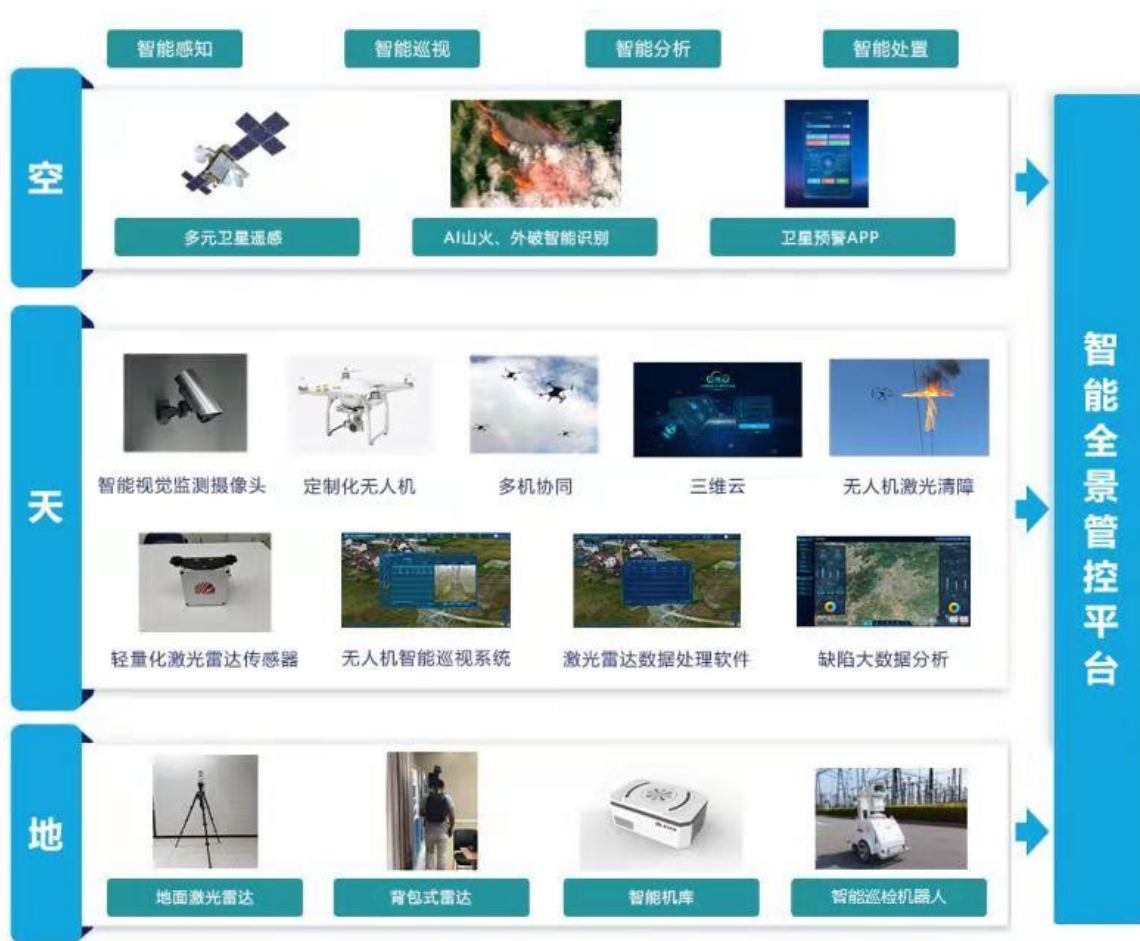 智能感知
智能巡视
智能分析
智能处置
空
多元卫星遥感
AI山火、外破智能识别
卫星预警APP
天
智能视觉监测摄像头
定制化无人机
多机协同
三维云
无人机激光清障
轻量化激光雷达传感器
无人机智能巡视系统
激光雷达数据处理软件
缺陷大数据分析
地
地面激光雷达
背包式雷达
智能机库
智能巡检机器人
智能全景管控平台